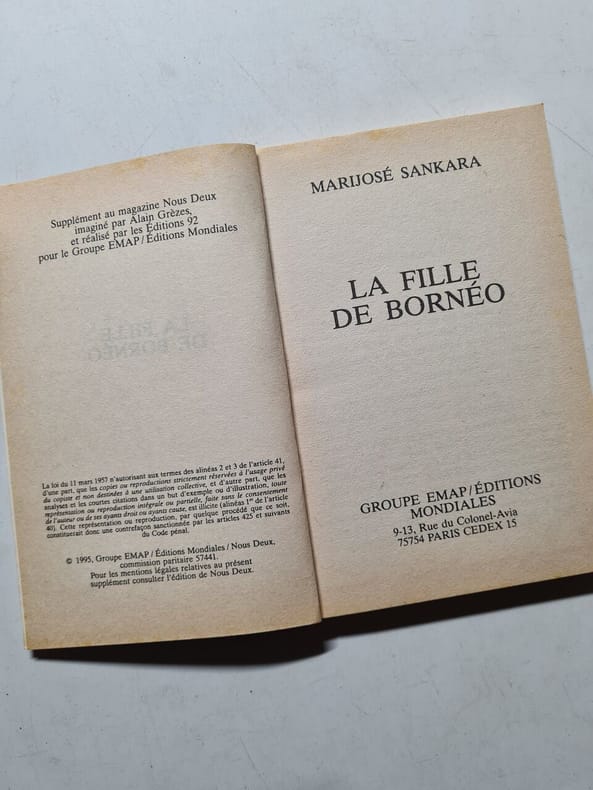 Supplément au magazine Nous Deux
imaginé par Alain Grèzes,
et réalisé par les Éditions 92
pour le Groupe EMAP/Éditions Mondiales
La loi du 11 mars 1957 n'autorisant aux termes des alinéas 2 et 3 de l'article 41,
d'une part, que les copies ou reproductions strictement réservées à l'usage privé
du copiste et non destinées à une utilisation collective, et d'autre part, que les
analyses et les courtes citations dans un but d'exemple ou d'illustration, toute
représentation ou reproduction intégrale ou partielle, faite sans le consentement
de l'auteur ou de ses ayants droit ou ayants cause, est illicite (alinéas 1er de l'article
40). Cette représentation ou reproduction, par quelque procédé que ce soit,
constituerait donc une contrefaçon sanctionnée par les articles 425 et suivants
du Code pénal.
© 1995, Groupe EMAP/Éditions Mondiales/Nous Deux,
commission paritaire 57441.
Pour les mentions légales relatives au présent
supplément consulter l'édition de Nous Deux.
MARIJOSÉ SANKARA
LA FILLE
DE BORNÉO
GROUPE EMAP/ÉDITIONS
MONDIALES
9-13, Rue du Colonel-Avia
75754 PARIS CEDEX 15